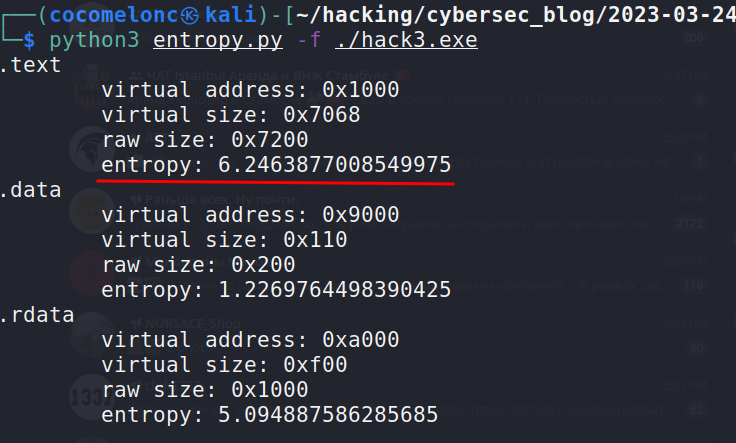 ┌──(cocomelonc㉿kali)-[~/hacking/cybersec_blog/2023-03-24
└─$ python3 entropy.py -f ./hack3.exe
.text
virtual address: 0x1000
virtual size: 0x7068
raw size: 0x7200
entropy: 6.2463877008549975
.data
virtual address: 0x9000
virtual size: 0x110
raw size: 0x200
entropy: 1.2269764498390425
.rdata
virtual address: 0xa000
virtual size: 0xf00
raw size: 0x1000
entropy: 5.094887586285685